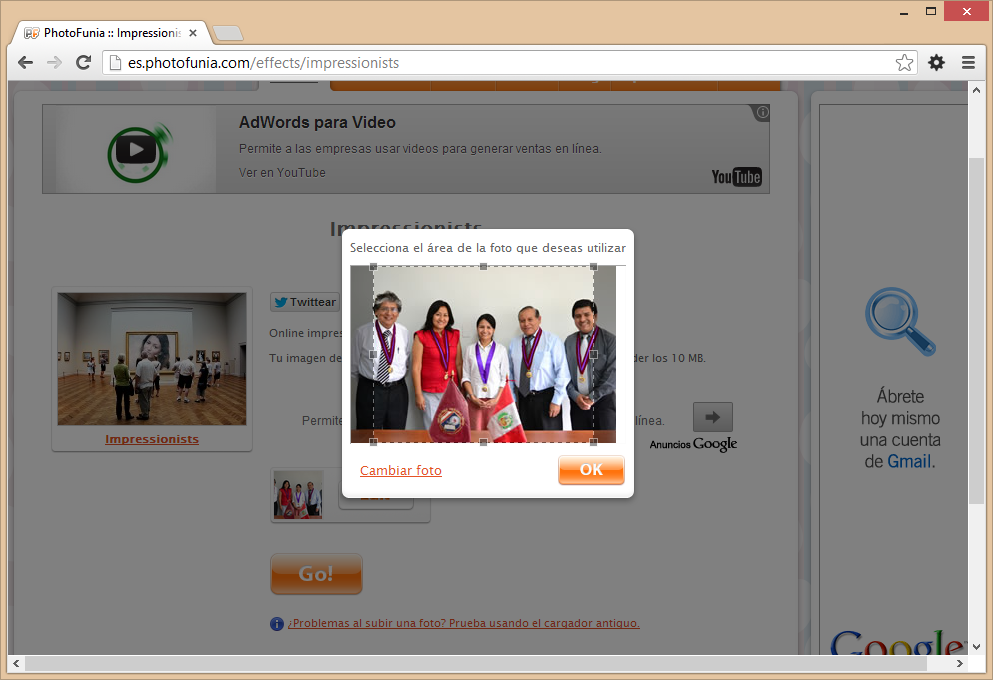 PhotoFunia :: Impressionis
es.photofunia.com/effects/impressionists
AdWords para Video
Permite a las empresas usar videos para generar ventas en línea.
Ver en YouTube
YouTube
Impressionists
Selecciona el área de la foto que deseas utilizar
Twittear
Online impres
Tu imagen de
der los 10 MB.
Permite
línea.
Anuncios Google
Impressionists
Cambiar foto
OK
Go!
¿Problemas al subir una foto? Prueba usando el cargador antiguo.
Ábrete
hoy mismo
una cuenta
de Gmail.
Google